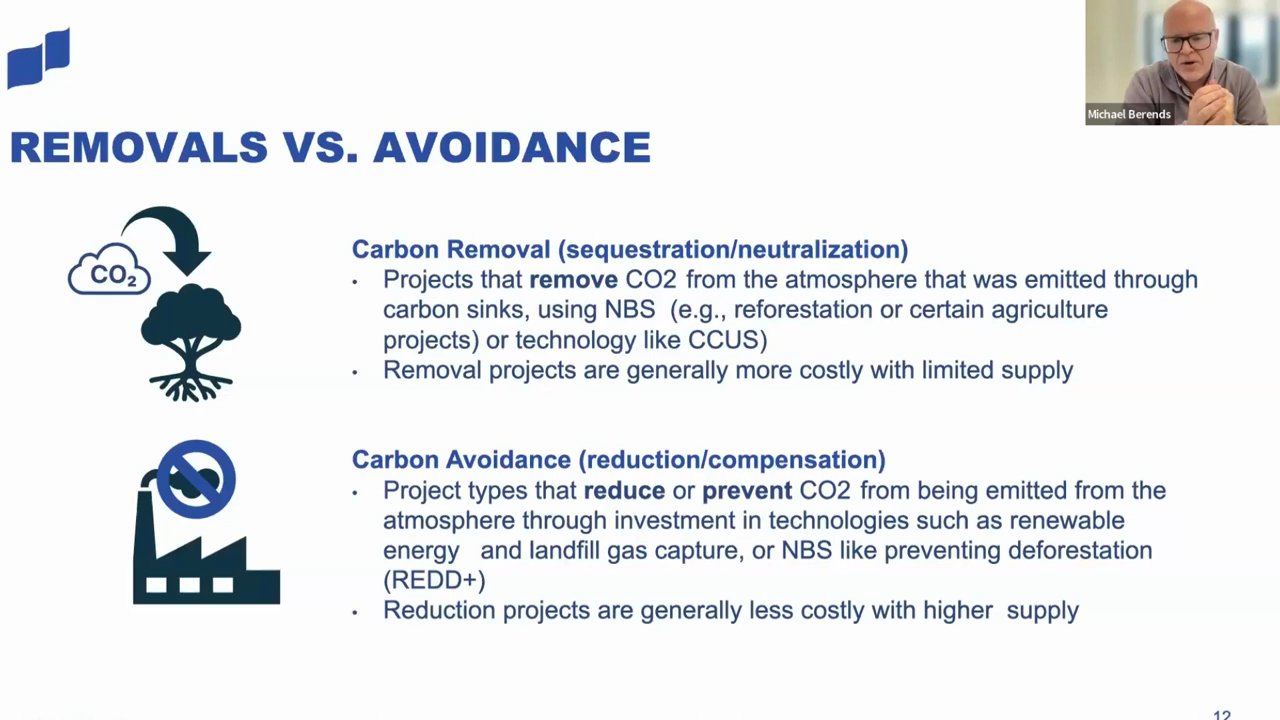 Michael Berends
REMOVALS VS. AVOIDANCE
CO₂
Carbon Removal (sequestration/neutralization)
• Projects that remove CO2 from the atmosphere that was emitted through
carbon sinks, using NBS (e.g., reforestation or certain agriculture
projects) or technology like CCUS)
• Removal projects are generally more costly with limited supply
Carbon Avoidance (reduction/compensation)
• Project types that reduce or prevent CO2 from being emitted from the
atmosphere through investment in technologies such as renewable
energy and landfill gas capture, or NBS like preventing deforestation
(REDD+)
• Reduction projects are generally less costly with higher supply
12